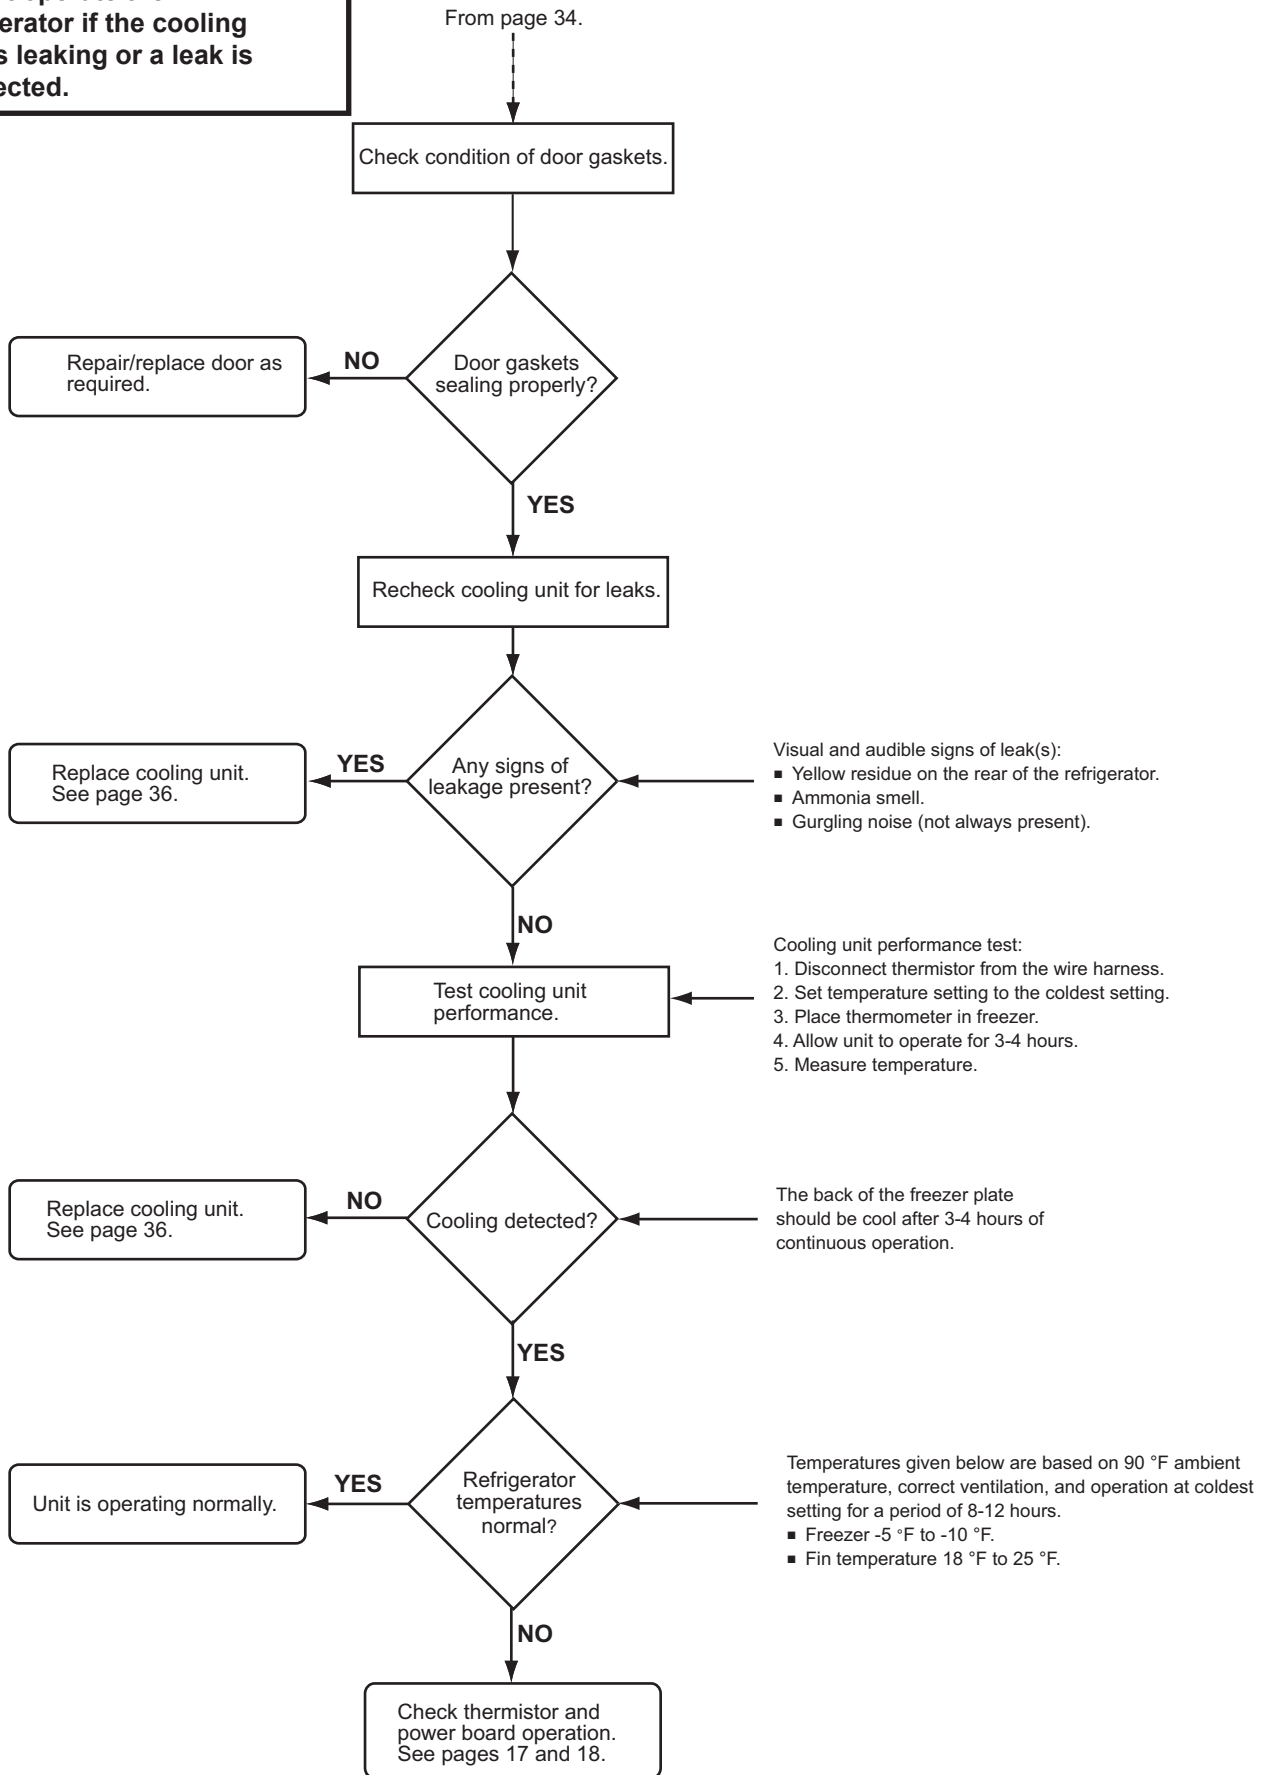 erator if the cooling
s leaking or a leak is
ected.
From page 34.
Check condition of door gaskets.
Door gaskets
sealing properly?
NO
Repair/replace door as
required.
YES
Recheck cooling unit for leaks.
Any signs of
leakage present?
YES
Replace cooling unit.
See page 36.
Visual and audible signs of leak(s):
■ Yellow residue on the rear of the refrigerator.
■ Ammonia smell.
■ Gurgling noise (not always present).
NO
Test cooling unit
performance.
Cooling unit performance test:
1. Disconnect thermistor from the wire harness.
2. Set temperature setting to the coldest setting.
3. Place thermometer in freezer.
4. Allow unit to operate for 3-4 hours.
5. Measure temperature.
Cooling detected?
NO
Replace cooling unit.
See page 36.
The back of the freezer plate
should be cool after 3-4 hours of
continuous operation.
YES
Refrigerator
temperatures
normal?
YES
Unit is operating normally.
Temperatures given below are based on 90 °F ambient
temperature, correct ventilation, and operation at coldest
setting for a period of 8-12 hours.
■ Freezer -5 °F to -10 °F.
■ Fin temperature 18 °F to 25 °F.
NO
Check thermistor and
power board operation.
See pages 17 and 18.